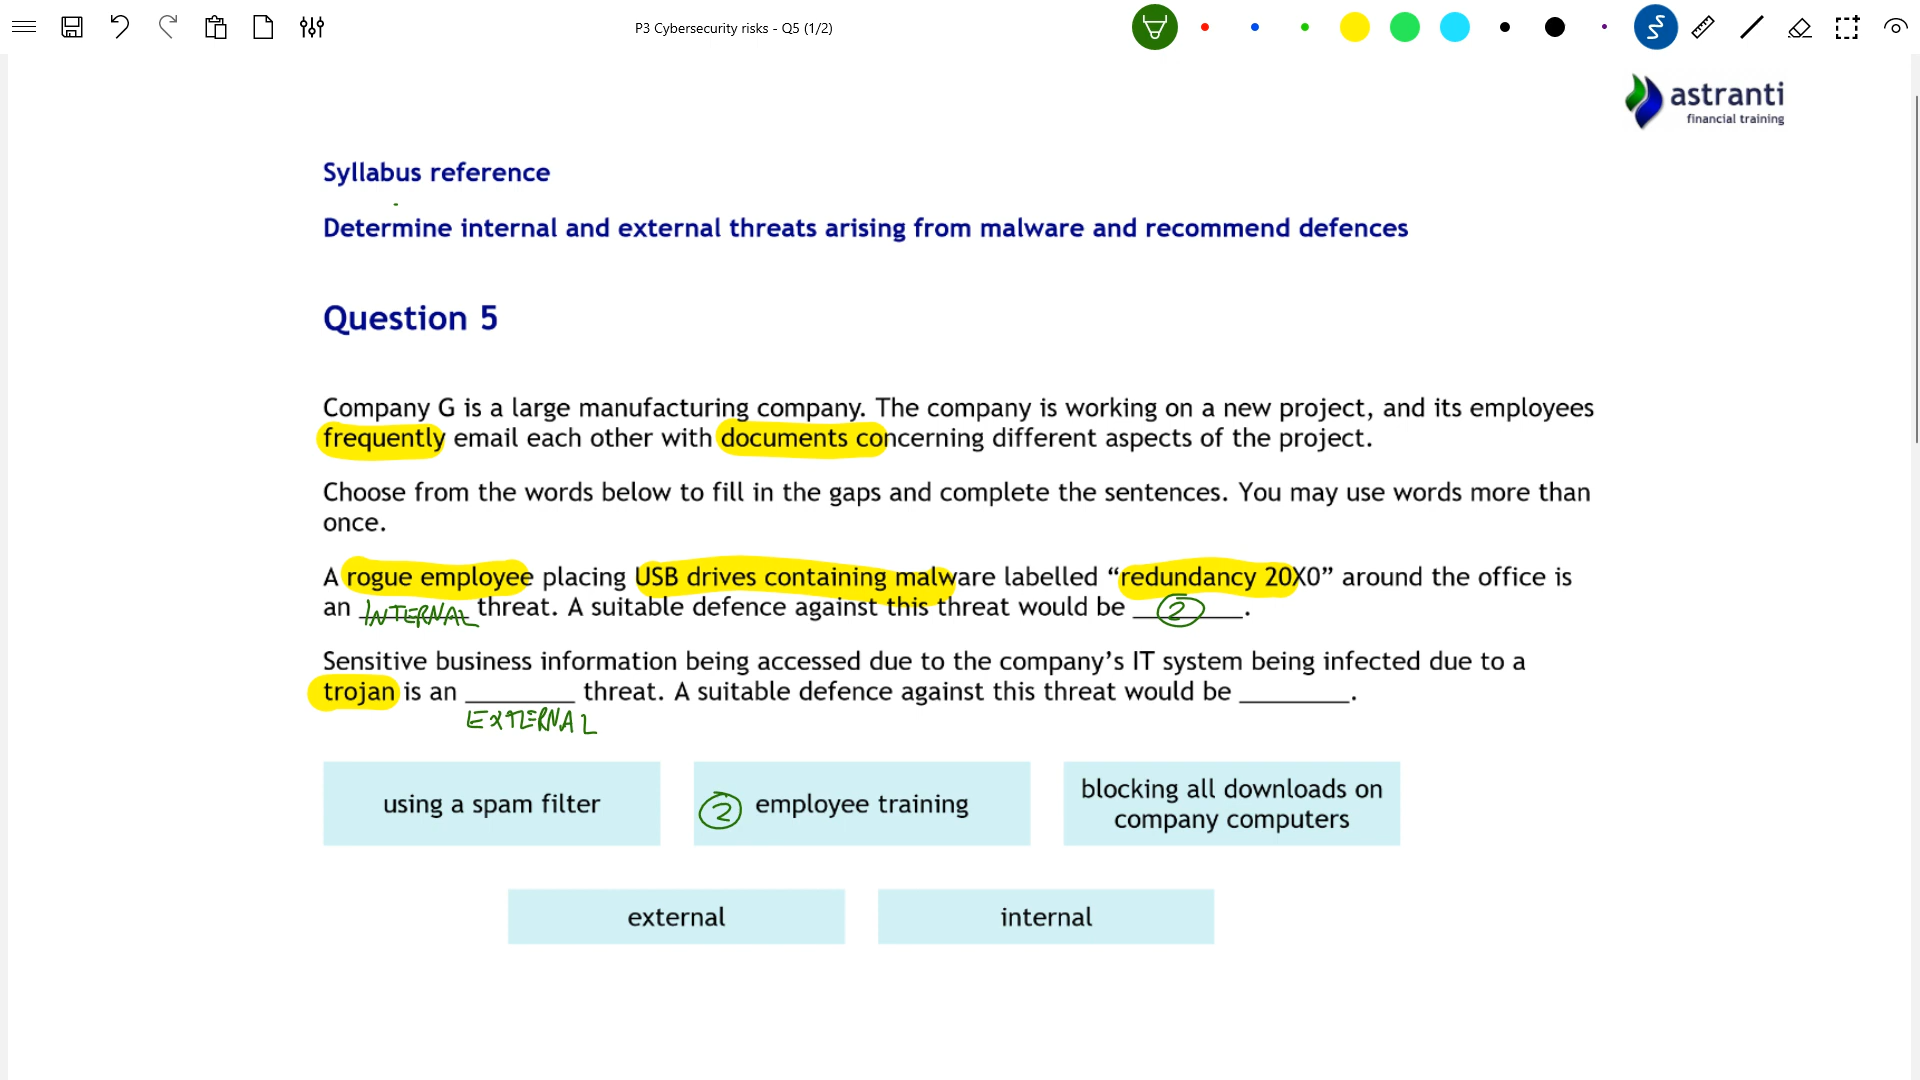 P3 Cybersecurity risks - Q5 (1/2)
astranti
financial training
Syllabus reference
Determine internal and external threats arising from malware and recommend defences
Question 5
Company G is a large manufacturing company. The company is working on a new project, and its employees
frequently email each other with documents concerning different aspects of the project.
Choose from the words below to fill in the gaps and complete the sentences. You may use words more than
once.
A rogue employee placing USB drives containing malware labelled “redundancy 20X0” around the office is
an INTERNAL threat. A suitable defence against this threat would be 2.
Sensitive business information being accessed due to the company’s IT system being infected due to a
trojan is an ________ threat. A suitable defence against this threat would be ________.
EXTERNAL
using a spam filter
2 employee training
blocking all downloads on
company computers
external
internal